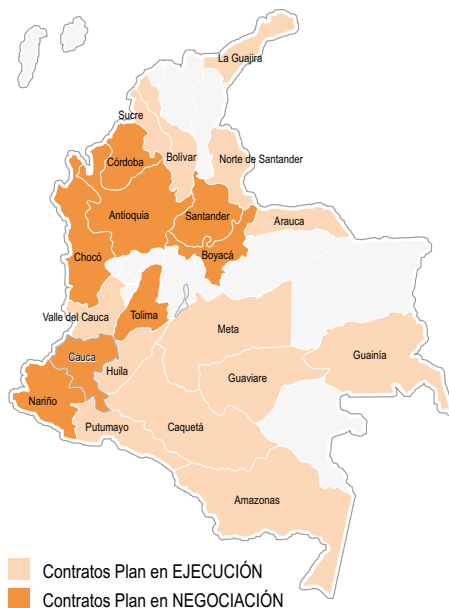 La Guajira
Sucre
Córdoba
Bolívar
Norte de Santander
Antioquia
Santander
Arauca
Chocó
Boyacá
Valle del Cauca
Tolima
Meta
Cauca
Huila
Guainía
Guaviare
Nariño
Putumayo
Caquetá
Amazonas
Contratos Plan en EJECUCIÓN
Contratos Plan en NEGOCIACIÓN